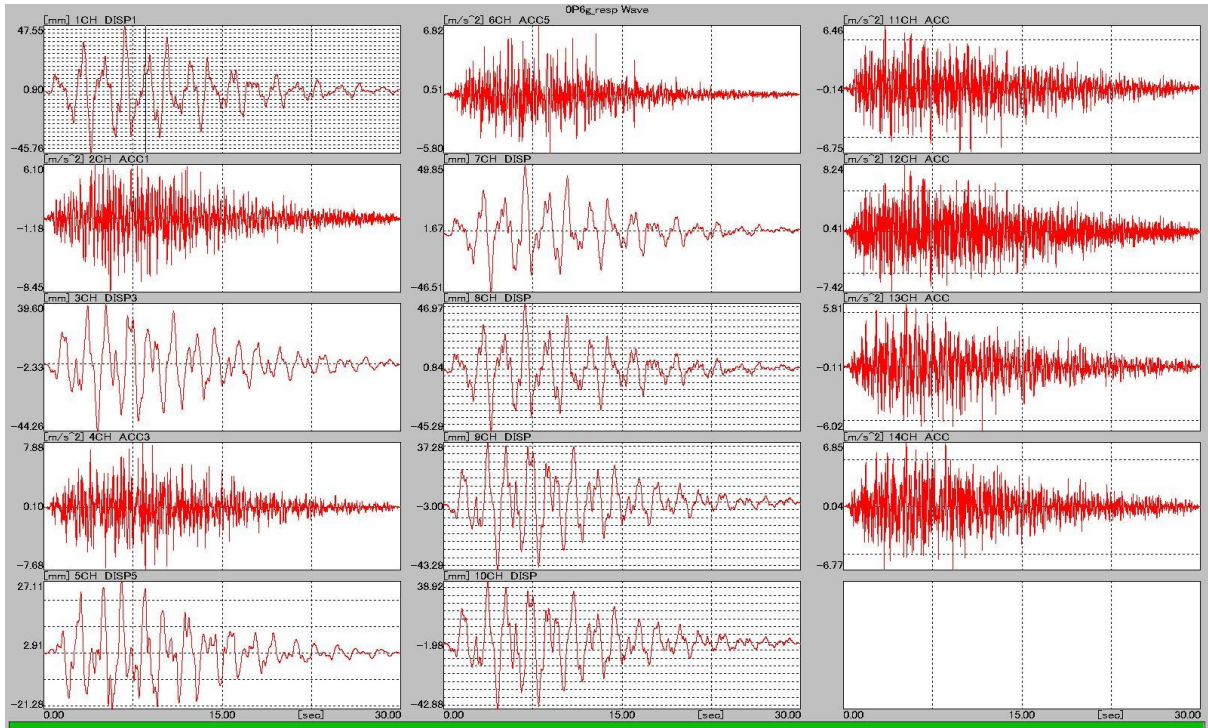 0P6g_resp Wave
[mm] 1CH DISP1
47.55
0.90
-45.76
[m/s^2] 2CH ACC1
6.10
-1.18
-8.45
[mm] 3CH DISP3
39.60
-2.33
-44.26
[m/s^2] 4CH ACC3
7.88
0.10
-7.68
[mm] 5CH DISP5
27.11
2.91
-21.28
0.00 15.00 [sec] 30.00
[m/s^2] 6CH ACC5
6.82
0.51
-5.80
[mm] 7CH DISP
49.85
1.67
-46.51
[mm] 8CH DISP
46.97
0.84
-45.29
[mm] 9CH DISP
37.28
-3.00
-43.29
[mm] 10CH DISP
38.92
-1.98
-42.88
0.00 15.00 [sec] 30.00
[m/s^2] 11CH ACC
6.46
-0.14
-6.75
[m/s^2] 12CH ACC
8.24
0.41
-7.42
[m/s^2] 13CH ACC
5.81
-0.11
-6.02
[m/s^2] 14CH ACC
6.85
0.04
-6.77
0.00 15.00 [sec] 30.00